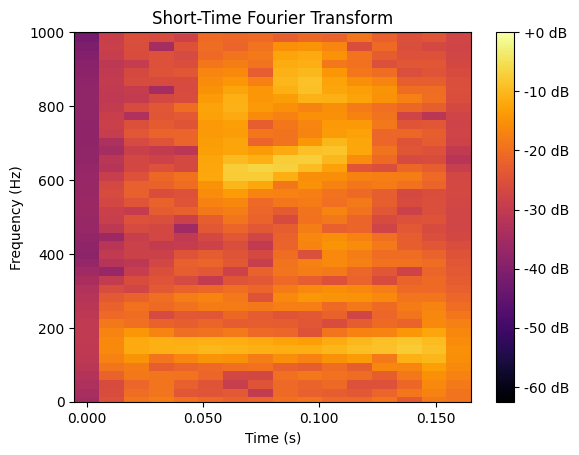 Short-Time Fourier Transform
Frequency (Hz)
1000
800
600
400
200
0
0.000
0.050
0.100
0.150
Time (s)
+0 dB
-10 dB
-20 dB
-30 dB
-40 dB
-50 dB
-60 dB